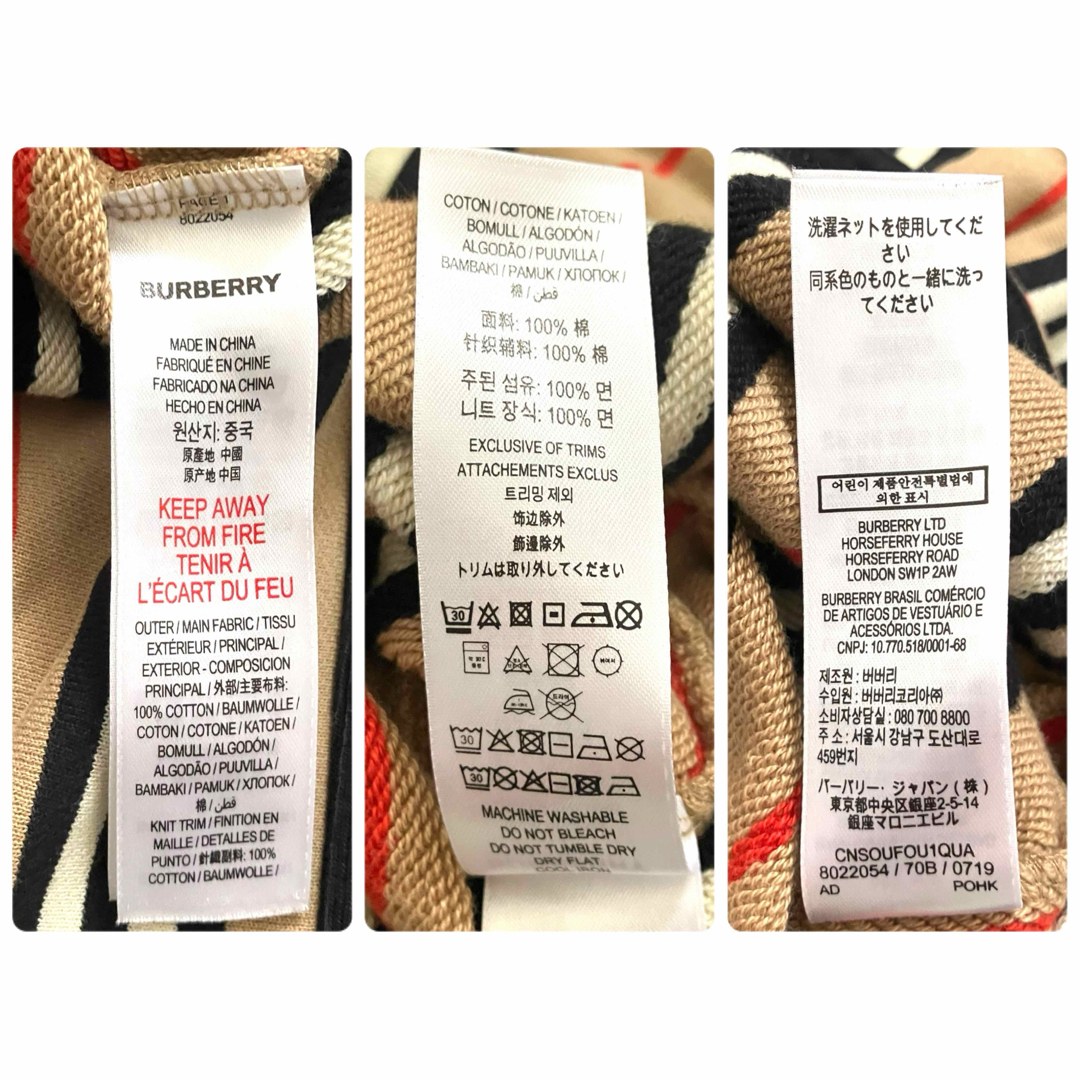 8022054
BURBERRY
MADE IN CHINA
FABRIQUÉ EN CHINE
FABRICADO NA CHINA
HECHO EN CHINA
원산지: 중국
原產地 中國
原产地 中国
KEEP AWAY
FROM FIRE
TENIR À
L'ÉCART DU FEU
OUTER / MAIN FABRIC / TISSU
EXTÉRIEUR / PRINCIPAL /
EXTERIOR - COMPOSICION
PRINCIPAL / 外部/主要布料:
100% COTTON / BAUMWOLLE /
COTON / COTONE / KATOEN /
BOMULL / ALGODÓN /
ALGODÃO / PUUVILLA /
BAMBAKI / PAMUK / ХЛОПОК /
棉 / قطن /
KNIT TRIM / FINITION EN
MAILLE / DETALLES DE
PUNTO / 針織副料: 100%
COTTON / BAUMWOLLE /
COTON / COTONE / KATOEN /
BOMULL / ALGODÓN /
ALGODÃO / PUUVILLA /
BAMBAKI / PAMUK / ХЛОПОК /
棉 / قطن /
面料: 100% 棉
针织辅料: 100% 棉
주된 섬유: 100% 면
니트 장식: 100% 면
EXCLUSIVE OF TRIMS
ATTACHEMENTS EXCLUS
트리밍 제외
饰边除外
飾邊除外
トリムは取り外してください
30
30
30
MACHINE WASHABLE
DO NOT BLEACH
DO NOT TUMBLE DRY
DRY FLAT
COOL IRON
洗濯ネットを使用してくだ
さい
同系色のものと一緒に洗っ
てください
어린이 제품안전특별법에
의한 표시
BURBERRY LTD
HORSEFERRY HOUSE
HORSEFERRY ROAD
LONDON SW1P 2AW
BURBERRY BRASIL COMÉRCIO
DE ARTIGOS DE VESTUÁRIO E
ACESSÓRIOS LTDA.
CNPJ: 10.770.518/0001-68
제조원 : 버버리
수입원 : 버버리코리아㈜
소비자상담실 : 080 700 8800
주 소 : 서울시 강남구 도산대로
459번지
バーバリー・ジャパン ( 株 )
東京都中央区銀座2-5-14
銀座マロニエビル
CNSOUFOU1QUA
8022054 / 70B / 0719
AD POHK